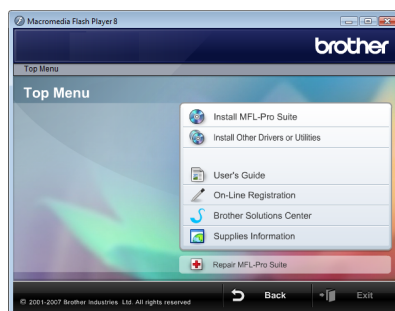 Macromedia Flash Player 8
brother
Top Menu
Top Menu
Install MFL-Pro Suite
Install Other Drivers or Utilities
User's Guide
On-Line Registration
Brother Solutions Center
Supplies Information
Repair MFL-Pro Suite
© 2001-2007 Brother Industries Ltd. All rights reserved
Back
Exit